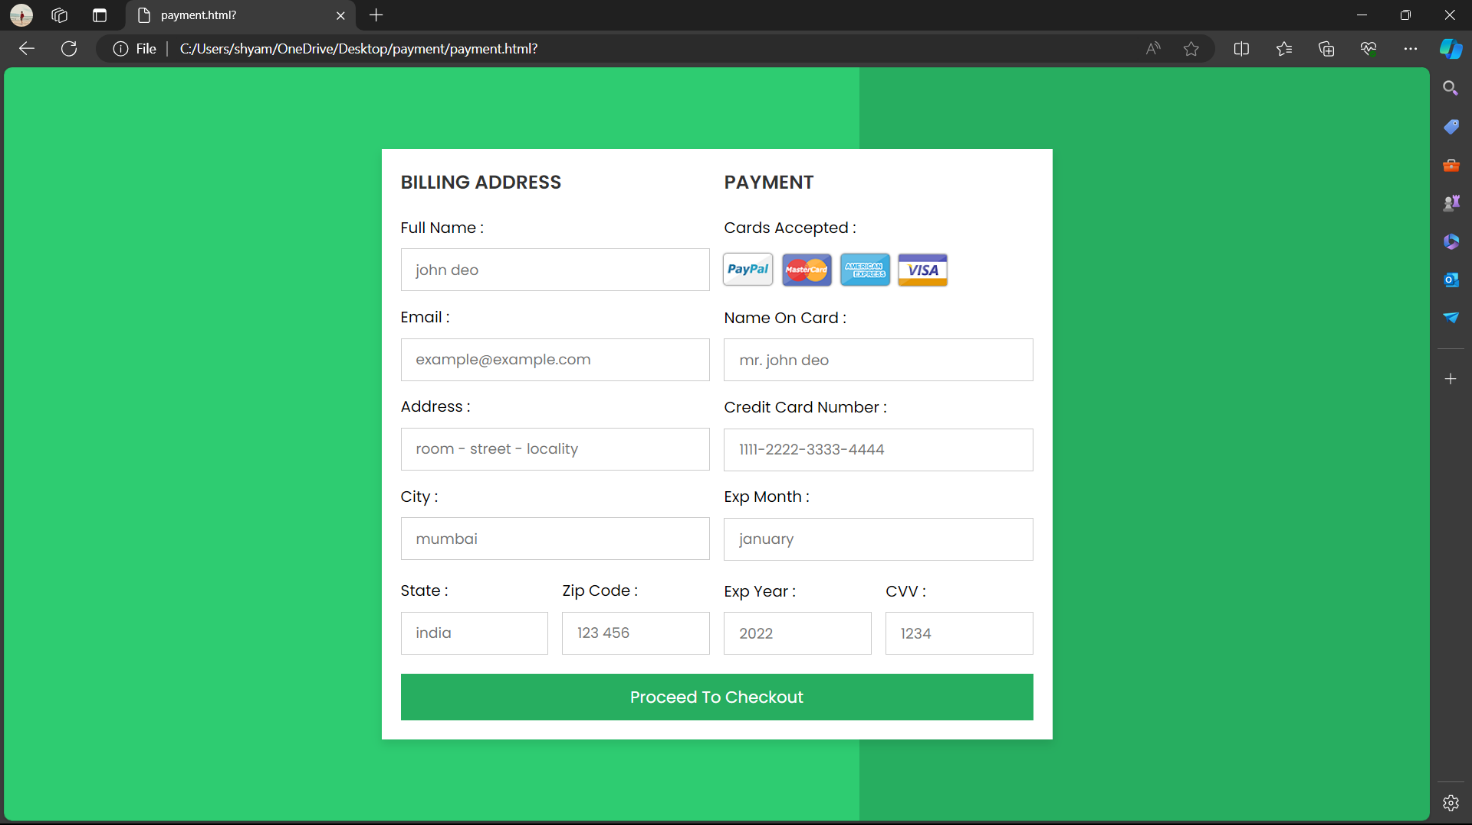 payment.html?
File
C:/Users/shyam/OneDrive/Desktop/payment/payment.html?
BILLING ADDRESS
Full Name :
john deo
Email :
example@example.com
Address :
room - street - locality
City :
mumbai
State :
Zip Code :
india
123 456
PAYMENT
Cards Accepted :
PayPal
MasterCard
AMERICAN
EXPRESS
VISA
Name On Card :
mr. john deo
Credit Card Number :
1111-2222-3333-4444
Exp Month :
january
Exp Year :
CVV :
2022
1234
Proceed To Checkout